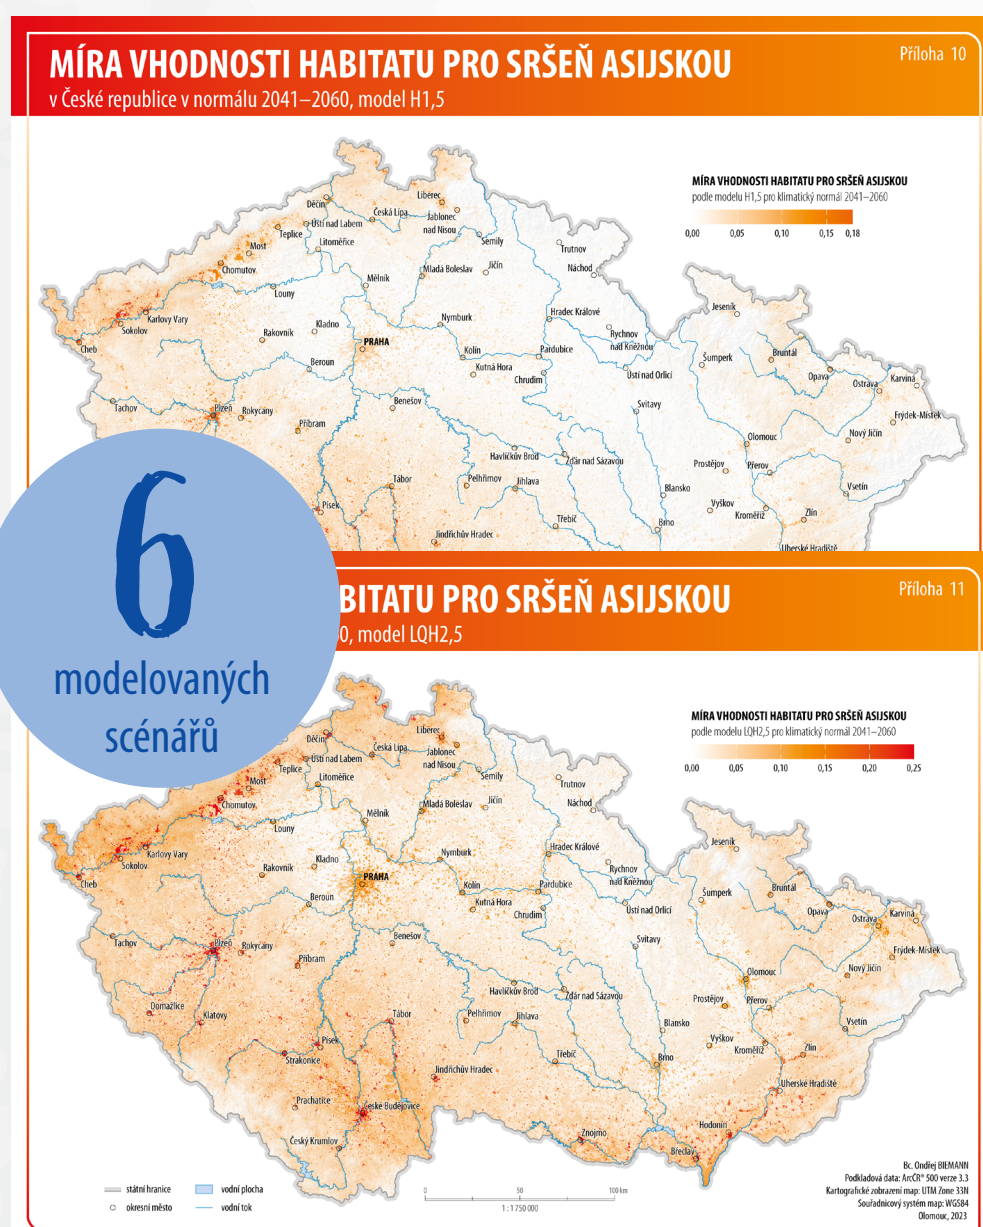 MÍRA VHODNOSTI HABITATU PRO SRŠEŇ ASIJSKOU
v České republice v normálu 2041–2060, model H1,5
Příloha 10
MÍRA VHODNOSTI HABITATU PRO SRŠEŇ ASIJSKOU
podle modelu H1,5 pro klimatický normál 2041–2060
0,00 0,05 0,10 0,15 0,18
Děčín
Liberec
Česká Lípa
Jablonec
nad Nisou
Ústí nad Labem
Teplice
Litoměřice
Semily
Trutnov
Most
Chomutov
Mělník
Mladá Boleslav
Jičín
Náchod
Louny
Jeseník
Karlovy Vary
Sokolov
Cheb
Rakovník
Kladno
PRAHA
Nymburk
Hradec Králové
Rychnov
nad Kněžnou
Beroun
Kolín
Pardubice
Kutná Hora
Chrudim
Ústí nad Orlicí
Šumperk
Bruntál
Opava
Ostrava
Karviná
Tachov
Plzeň
Rokycany
Benešov
Příbram
Svitavy
Frýdek-Místek
Olomouc
Nový Jičín
Havlíčkův Brod
Žďár nad Sázavou
Prostějov
Přerov
Tábor
Pelhřimov
Jihlava
Blansko
Vsetín
Písek
Vyškov
Kroměříž
Zlín
Třebíč
Brno
Jindřichův Hradec
Uherské Hradiště
6
modelovaných
scénářů
BITATU PRO SRŠEŇ ASIJSKOU
0, model LQH2,5
Příloha 11
MÍRA VHODNOSTI HABITATU PRO SRŠEŇ ASIJSKOU
podle modelu LQH2,5 pro klimatický normál 2041–2060
0,00 0,05 0,10 0,15 0,20 0,25
Děčín
Liberec
Česká Lípa
Jablonec
nad Nisou
Ústí nad Labem
Teplice
Litoměřice
Semily
Trutnov
Most
Chomutov
Mělník
Mladá Boleslav
Jičín
Náchod
Louny
Jeseník
Karlovy Vary
Sokolov
Cheb
Rakovník
Kladno
PRAHA
Nymburk
Hradec Králové
Rychnov
nad Kněžnou
Beroun
Kolín
Pardubice
Kutná Hora
Chrudim
Ústí nad Orlicí
Šumperk
Bruntál
Opava
Ostrava
Karviná
Tachov
Plzeň
Rokycany
Benešov
Příbram
Svitavy
Frýdek-Místek
Olomouc
Nový Jičín
Havlíčkův Brod
Žďár nad Sázavou
Prostějov
Přerov
Domažlice
Klatovy
Tábor
Pelhřimov
Jihlava
Blansko
Vsetín
Písek
Strakonice
Vyškov
Kroměříž
Zlín
Třebíč
Brno
Jindřichův Hradec
Uherské Hradiště
Prachatice
České Budějovice
Český Krumlov
Znojmo
Hodonín
Břeclav
státní hranice
okresní město
vodní plocha
vodní tok
0 50 100 km
1 : 1 750 000
Bc. Ondřej BIEMANN
Podkladová data: ArcČR® 500 verze 3.3
Kartografické zobrazení map: UTM Zone 33N
Souřadnicový systém map: WGS84
Olomouc, 2023